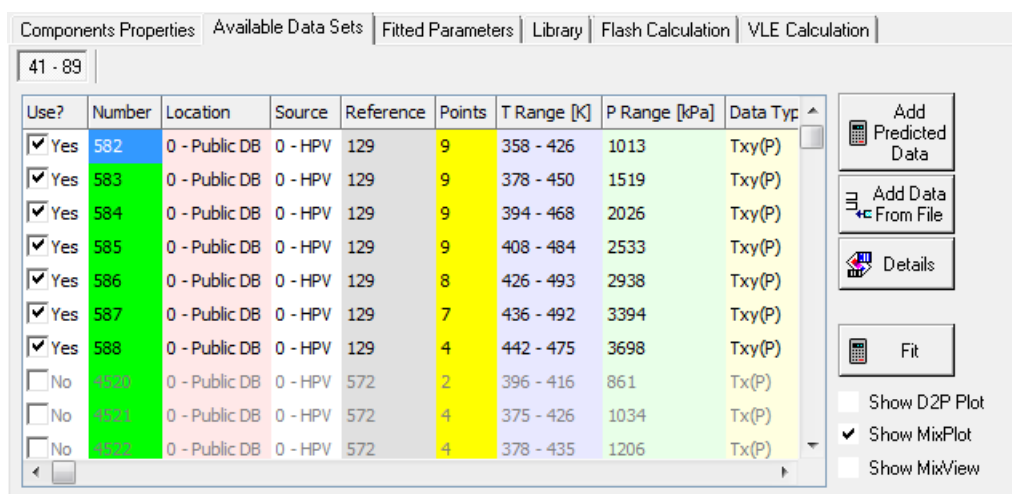 Components Properties Available Data Sets Fitted Parameters Library Flash Calculation VLE Calculation
41 - 89
Use? Number Location Source Reference Points T Range [K] P Range [kPa] Data Typ
Yes 582 0 - Public DB 0 - HPV 129 9 358 - 426 1013 Txy(P)
Yes 583 0 - Public DB 0 - HPV 129 9 378 - 450 1519 Txy(P)
Yes 584 0 - Public DB 0 - HPV 129 9 394 - 468 2026 Txy(P)
Yes 585 0 - Public DB 0 - HPV 129 9 408 - 484 2533 Txy(P)
Yes 586 0 - Public DB 0 - HPV 129 8 426 - 493 2938 Txy(P)
Yes 587 0 - Public DB 0 - HPV 129 7 436 - 492 3394 Txy(P)
Yes 588 0 - Public DB 0 - HPV 129 4 442 - 475 3698 Txy(P)
No 4520 0 - Public DB 0 - HPV 572 2 396 - 416 861 Tx(P)
No 4521 0 - Public DB 0 - HPV 572 4 375 - 426 1034 Tx(P)
No 4522 0 - Public DB 0 - HPV 572 4 378 - 435 1206 Tx(P)
Add
Predicted
Data
Add Data
From File
Details
Fit
Show D2P Plot
Show MixPlot
Show MixView